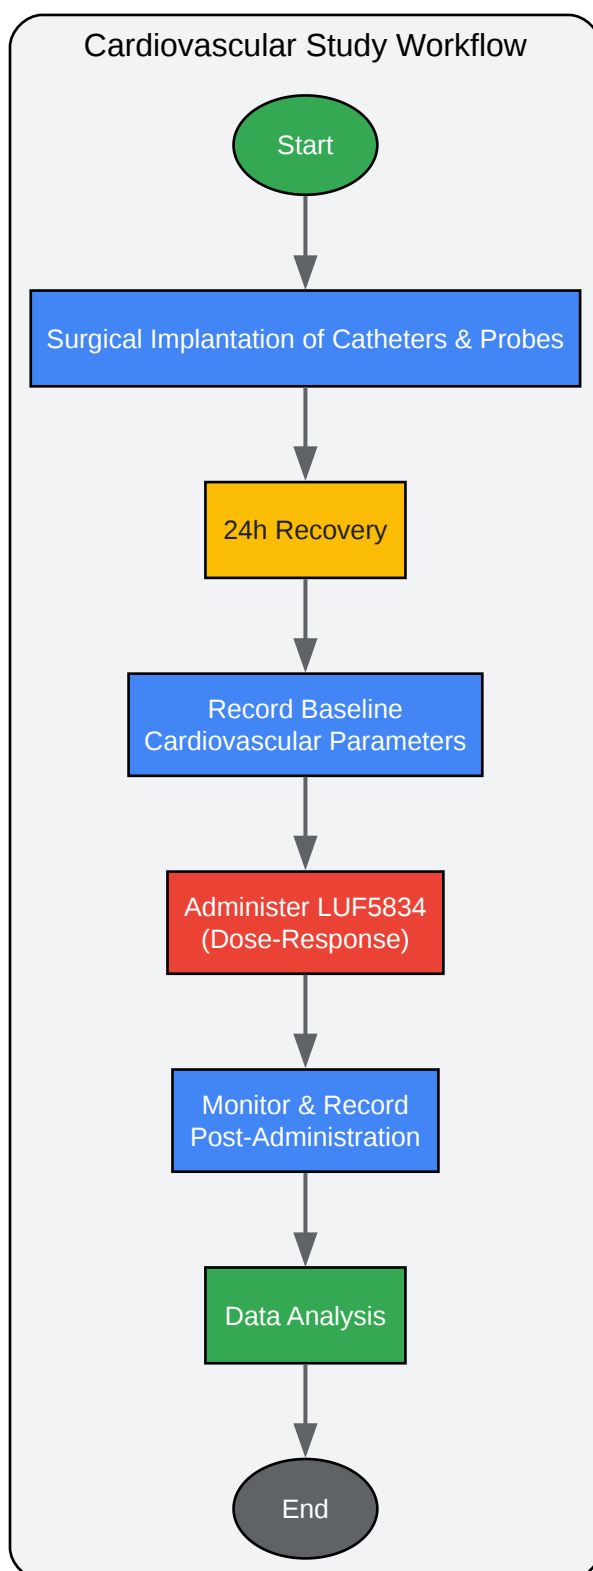 Cardiovascular Study Workflow
Start
Surgical Implantation of Catheters & Probes
24h Recovery
Record Baseline
Cardiovascular Parameters
Administer LUF5834
(Dose-Response)
Monitor & Record
Post-Administration
Data Analysis
End